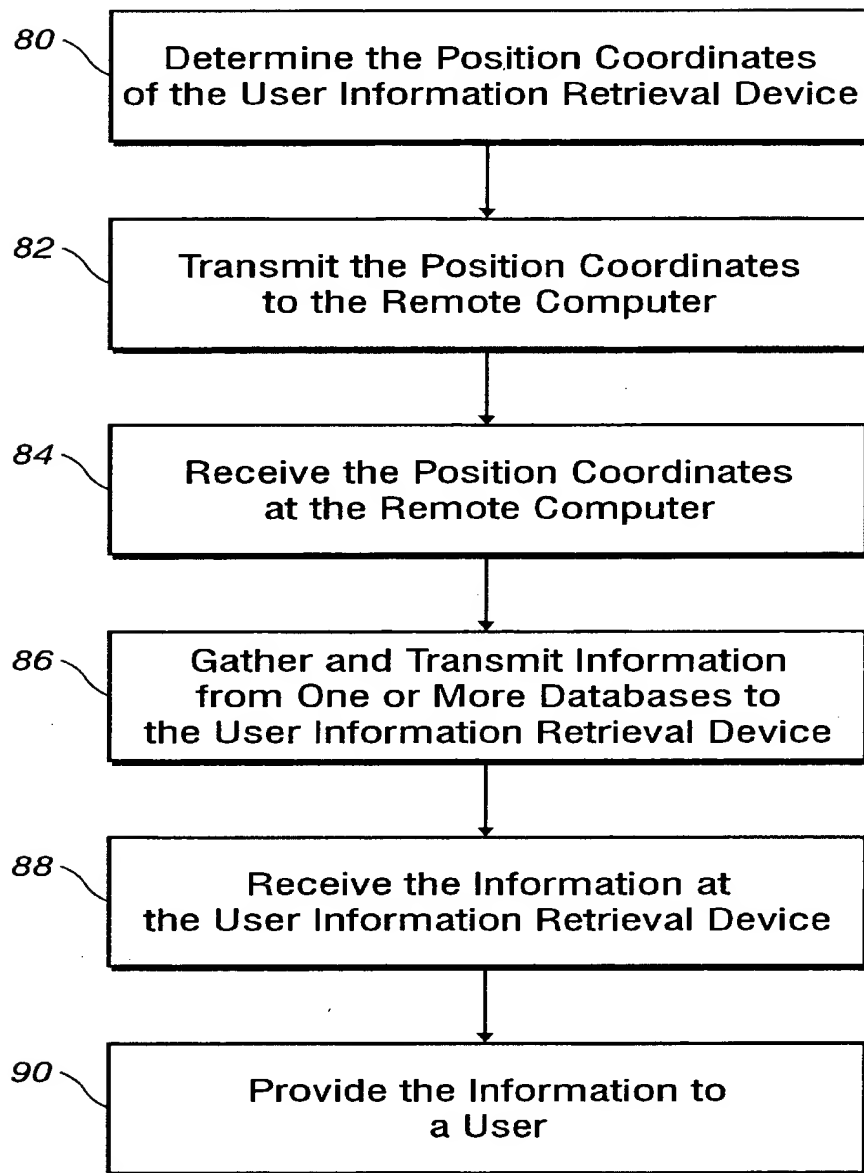 80
Determine the Position Coordinates
of the User Information Retrieval Device
82
Transmit the Position Coordinates
to the Remote Computer
84
Receive the Position Coordinates
at the Remote Computer
86
Gather and Transmit Information
from One or More Databases to
the User Information Retrieval Device
88
Receive the Information at
the User Information Retrieval Device
90
Provide the Information to
a User